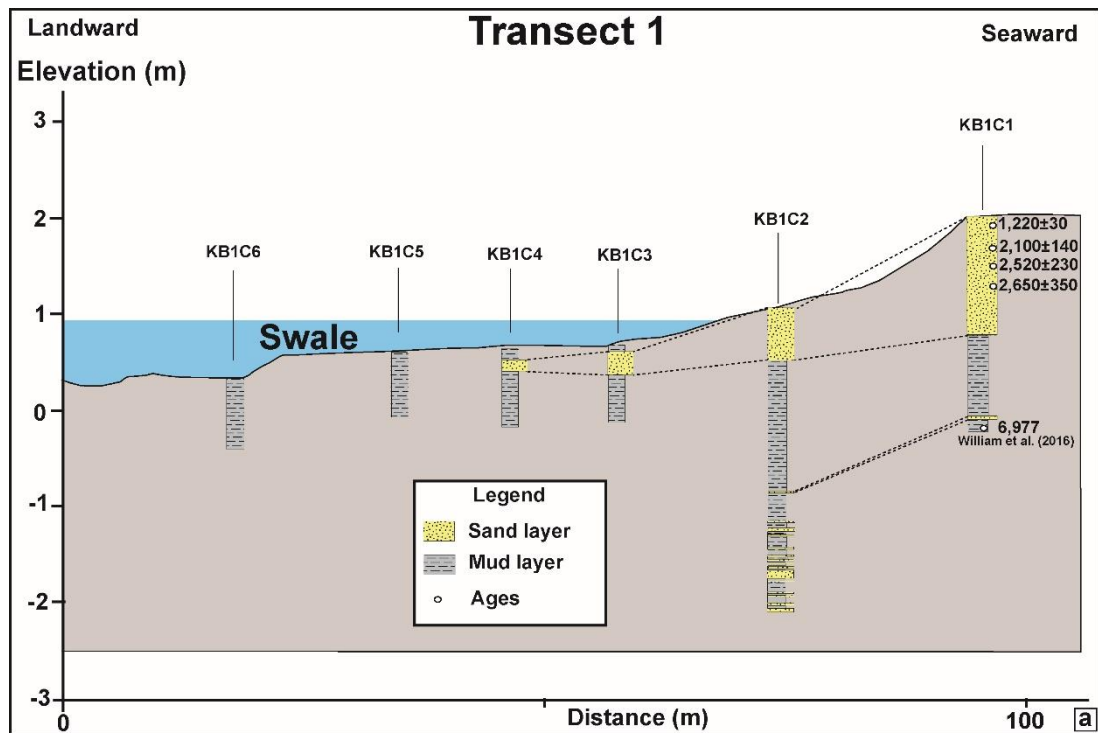 Landward
Transect 1
Seaward
Elevation (m)
3
2
1
0
-1
-2
-3
KB1C6
KB1C5
KB1C4
KB1C3
KB1C2
KB1C1
Swale
1,220±30
2,100±140
2,520±230
2,650±350
6,977
William et al. (2016)
Legend
Sand layer
Mud layer
Ages
0
Distance (m)
100
a